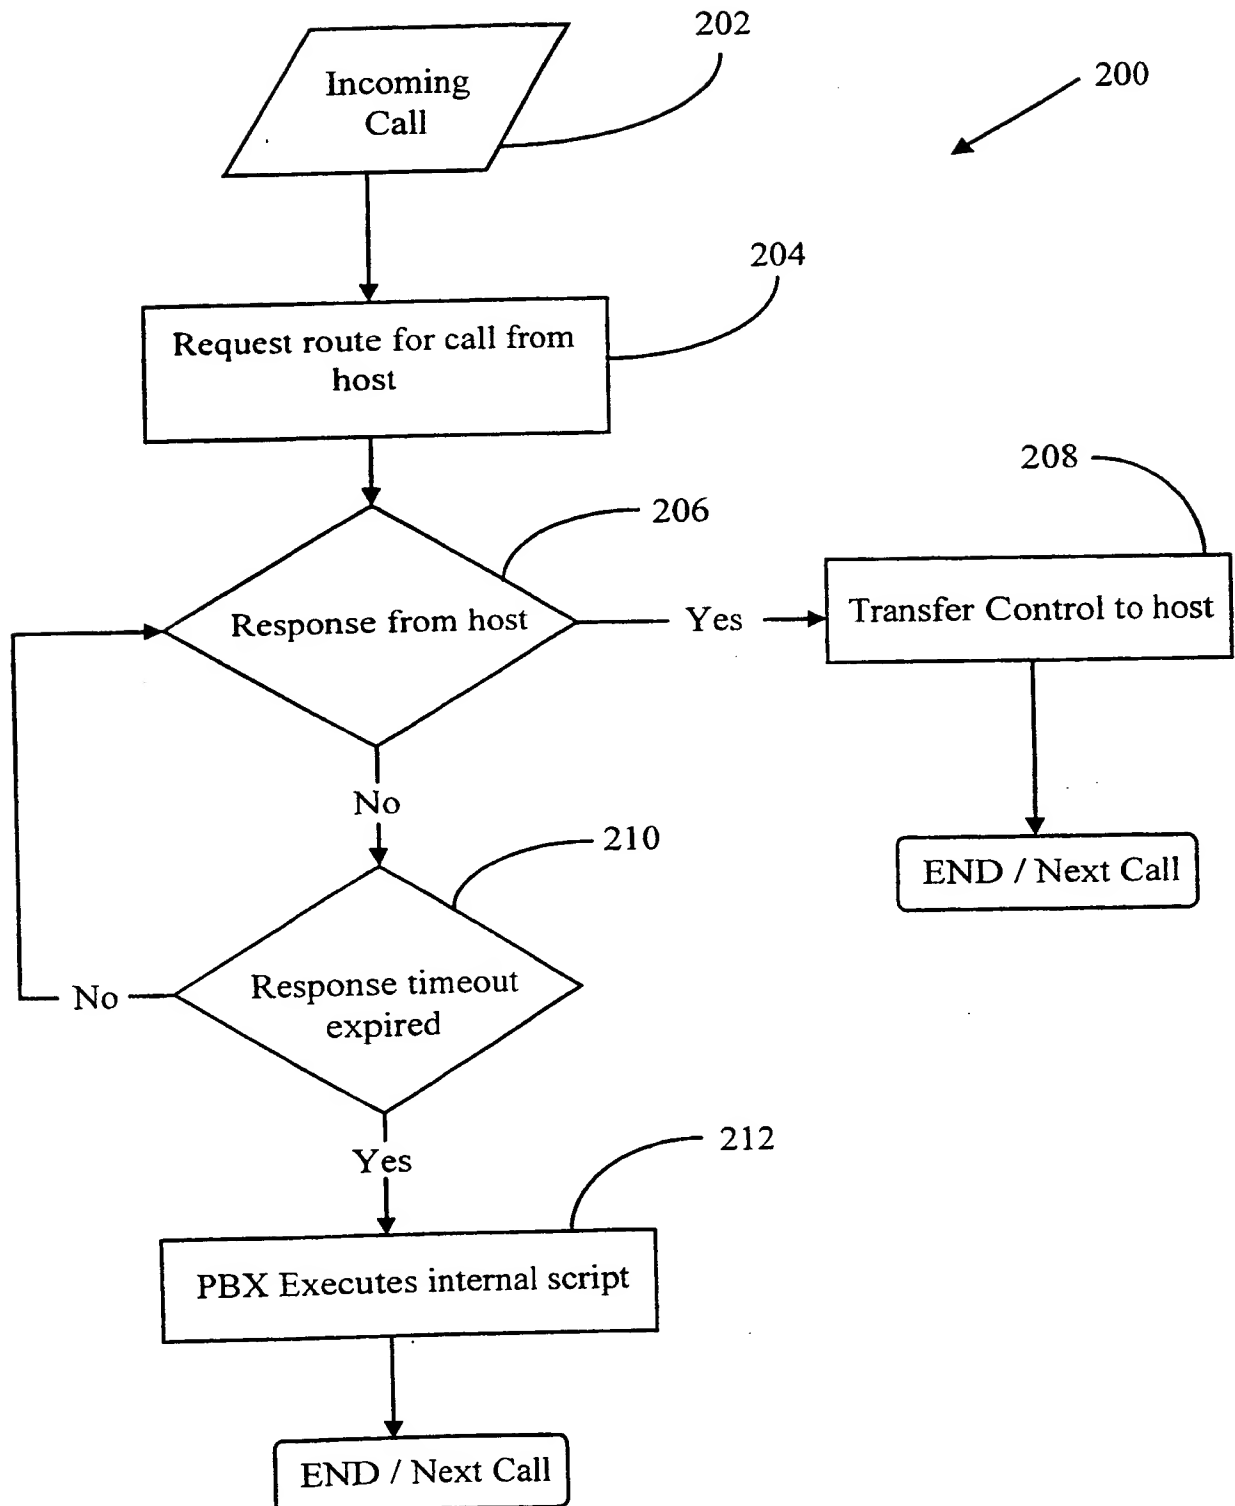 202
Incoming
Call
200
204
Request route for call from
host
208
206
Response from host
Yes
Transfer Control to host
No
210
END / Next Call
Response timeout
expired
No
212
Yes
PBX Executes internal script
END / Next Call